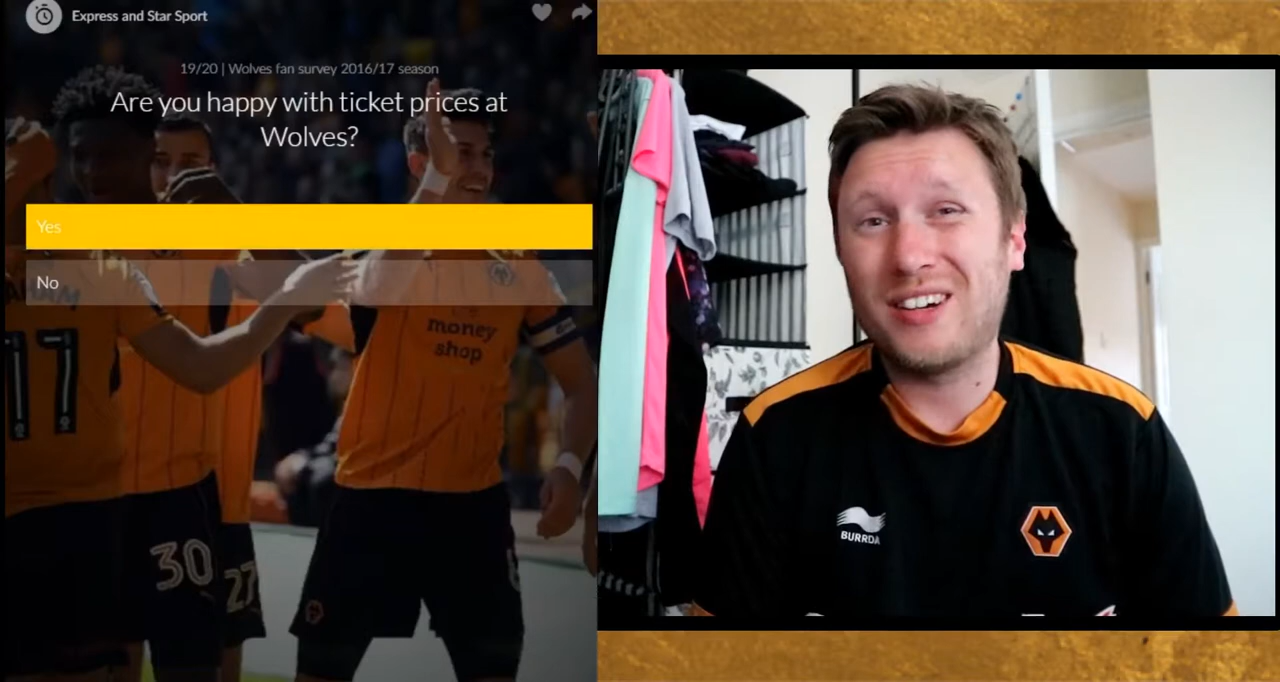 Express and Star Sport
19/20 | Wolves fan survey 2016/17 season
Are you happy with ticket prices at
Wolves?
Yes
No
money
shop
17
30
27
BURRDA